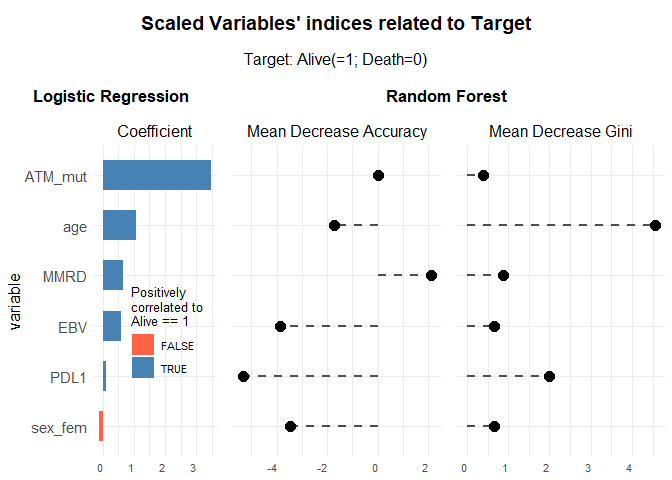 Scaled Variables' indices related to Target
Target: Alive(=1; Death=0)
Logistic Regression
Random Forest
Coefficient
Mean Decrease Accuracy
Mean Decrease Gini
variable
ATM_mut
age
MMRD
EBV
PDL1
sex_fem
Positively
correlated to
Alive == 1
FALSE
TRUE
0 1 2 3
-4 -2 0 2
0 1 2 3 4